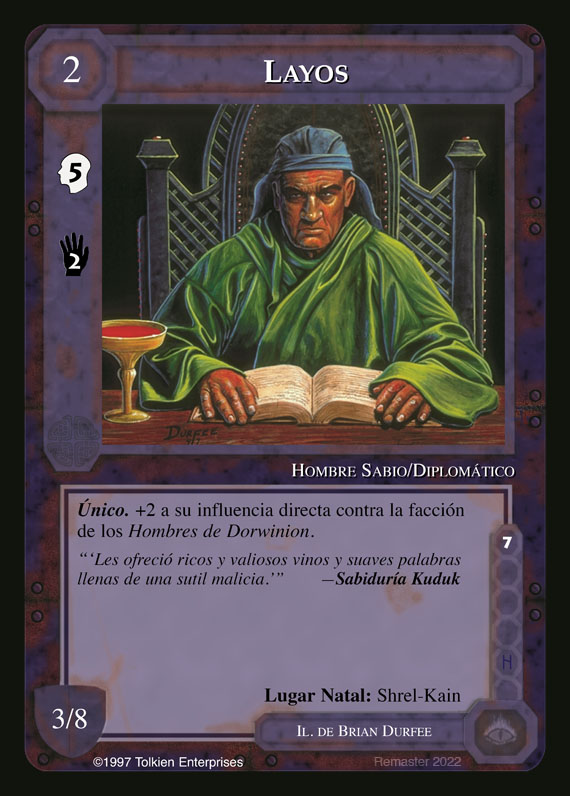 2
LAYOS
5
2
DURFEE
HOMBRE SABIO/DIPLOMÁTICO
Único. +2 a su influencia directa contra la facción
de los Hombres de Dorwinion.
7
“‘Les ofreció ricos y valiosos vinos y suaves palabras
llenas de una sutil malicia.’” —Sabiduría Kuduk
H
Lugar Natal: Shrel-Kain
3/8
IL. DE BRIAN DURFEE
©1997 Tolkien Enterprises
Remaster 2022